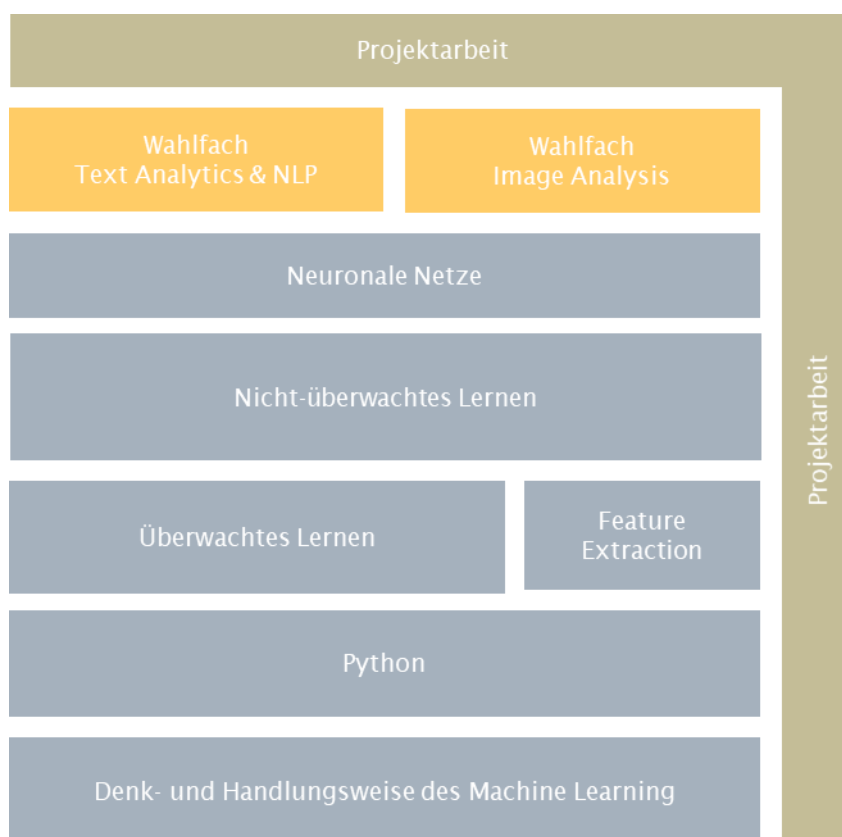 Projektarbeit
Wahlfach
Text Analytics & NLP
Wahlfach
Image Analysis
Neuronale Netze
Nicht-überwachtes Lernen
Projektarbeit
Überwachtes Lernen
Feature
Extraction
Python
Denk- und Handlungsweise des Machine Learning